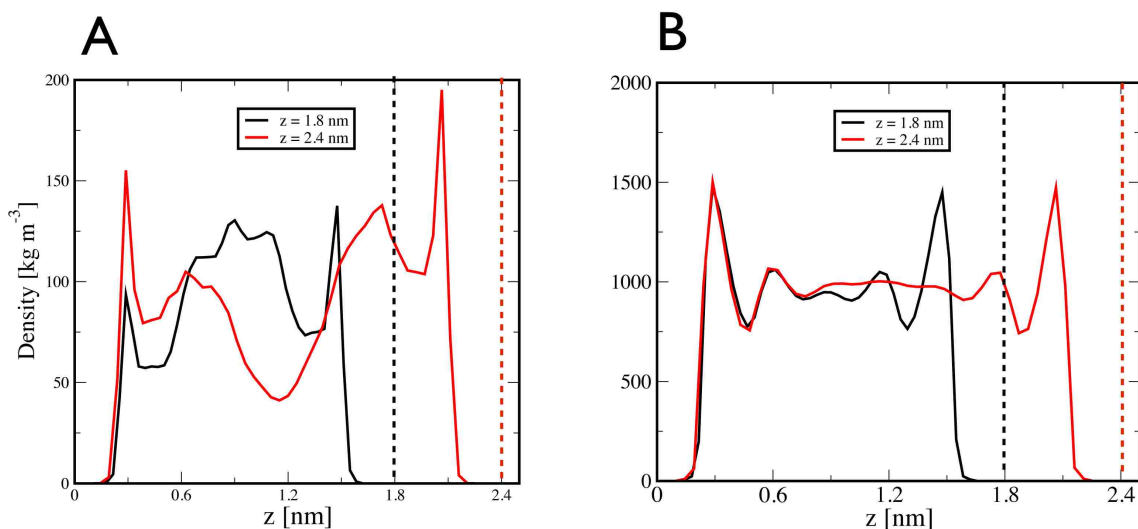 A
200
150
100
50
0
Density [kg m⁻³]
z = 1.8 nm
z = 2.4 nm
0 0.6 1.2 1.8 2.4
z [nm]
B
2000
1500
1000
500
0
z = 1.8 nm
z = 2.4 nm
0 0.6 1.2 1.8 2.4
z [nm]